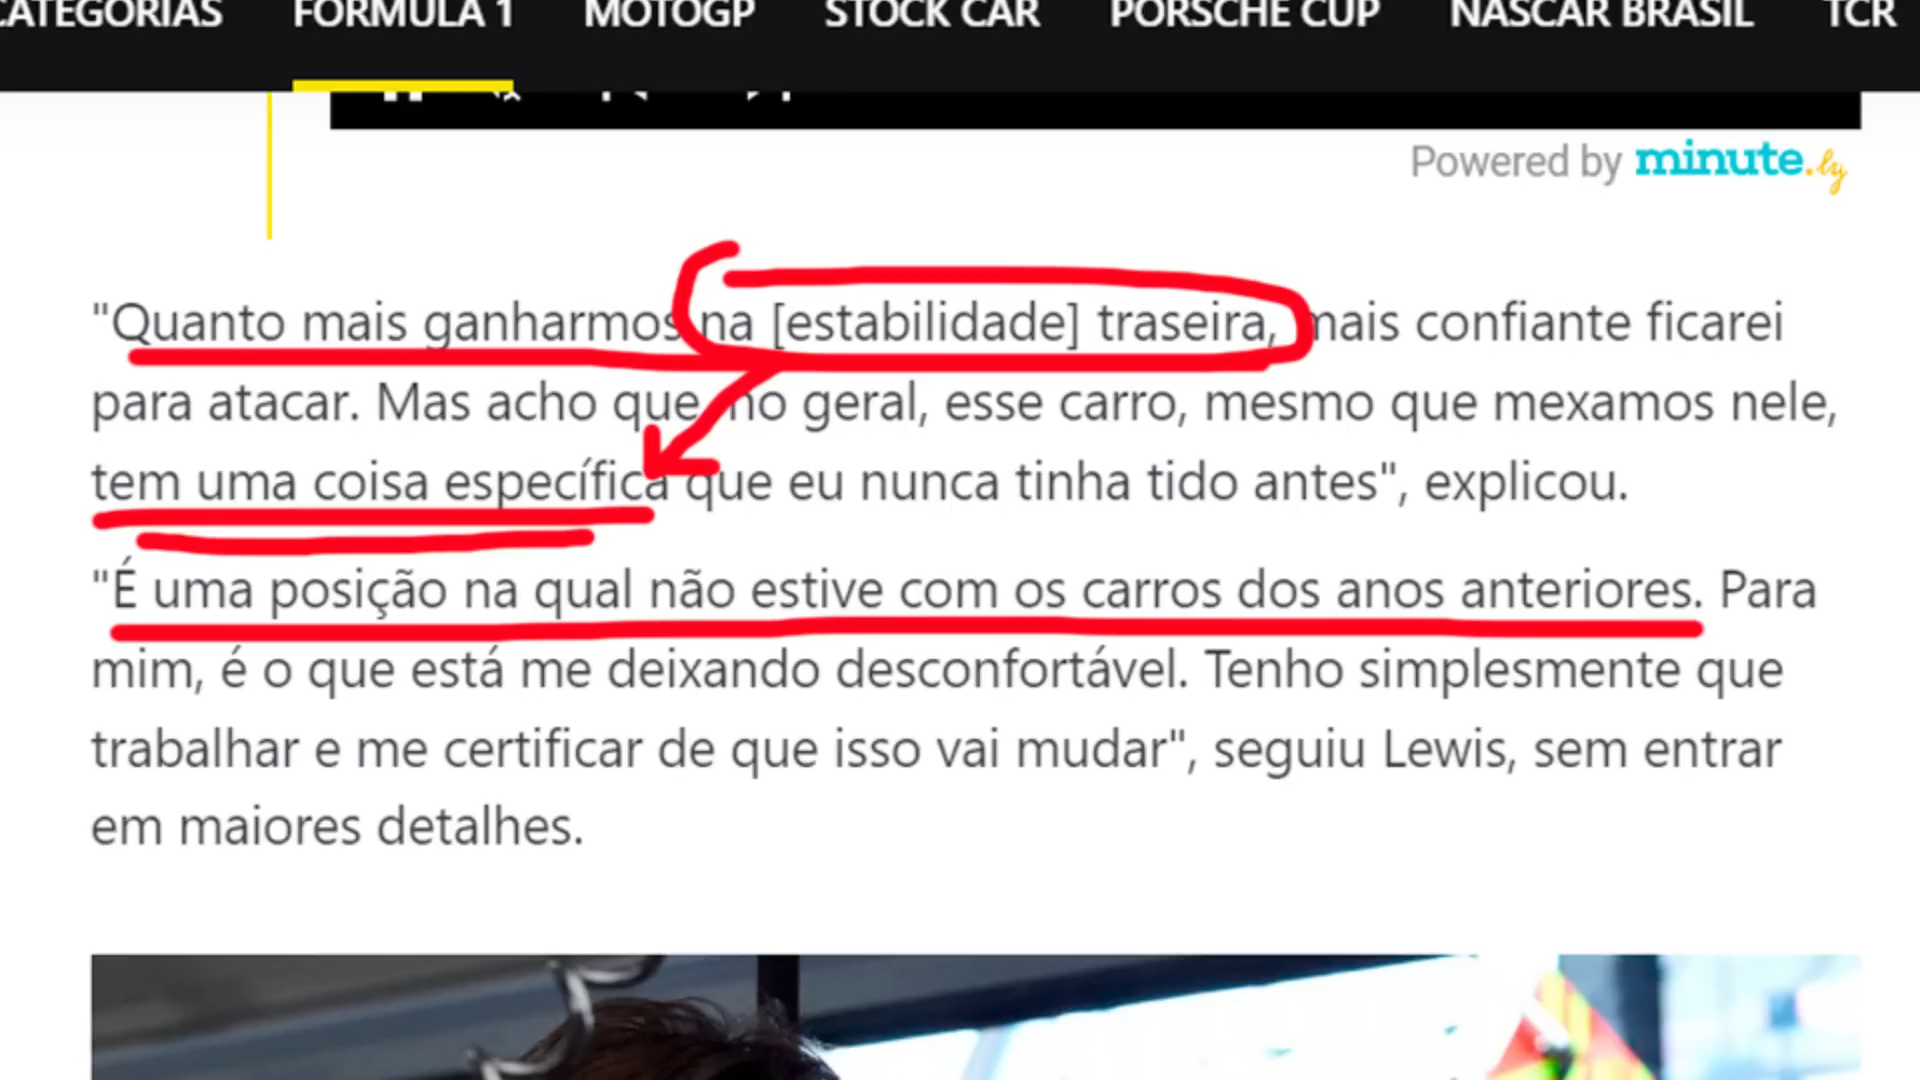 CATEGORIAS FÓRMULA 1 MOTOGP STOCK CAR PORSCHE CUP NASCAR BRASIL TCR
Powered by minute.ly
"Quanto mais ganharmos na [estabilidade] traseira, mais confiante ficarei
para atacar. Mas acho que no geral, esse carro, mesmo que mexamos nele,
tem uma coisa específica que eu nunca tinha tido antes", explicou.
"É uma posição na qual não estive com os carros dos anos anteriores. Para
mim, é o que está me deixando desconfortável. Tenho simplesmente que
trabalhar e me certificar de que isso vai mudar", seguiu Lewis, sem entrar
em maiores detalhes.